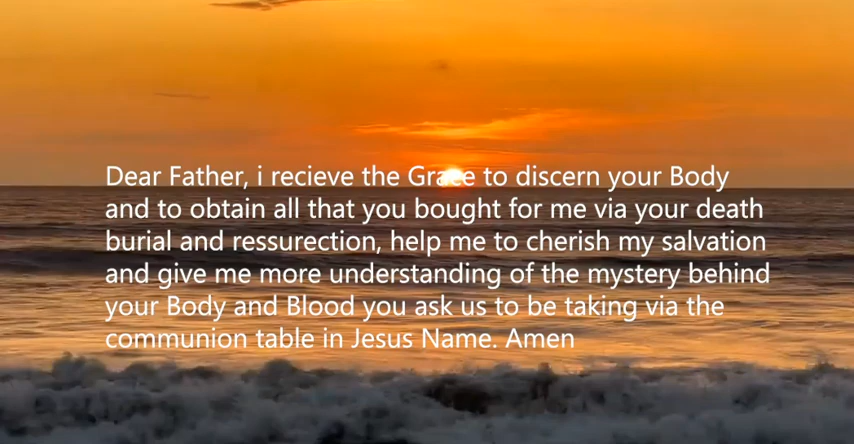 Dear Father, i recieve the Grace to discern your Body
and to obtain all that you bought for me via your death
burial and ressurection, help me to cherish my salvation
and give me more understanding of the mystery behind
your Body and Blood you ask us to be taking via the
communion table in Jesus Name. Amen